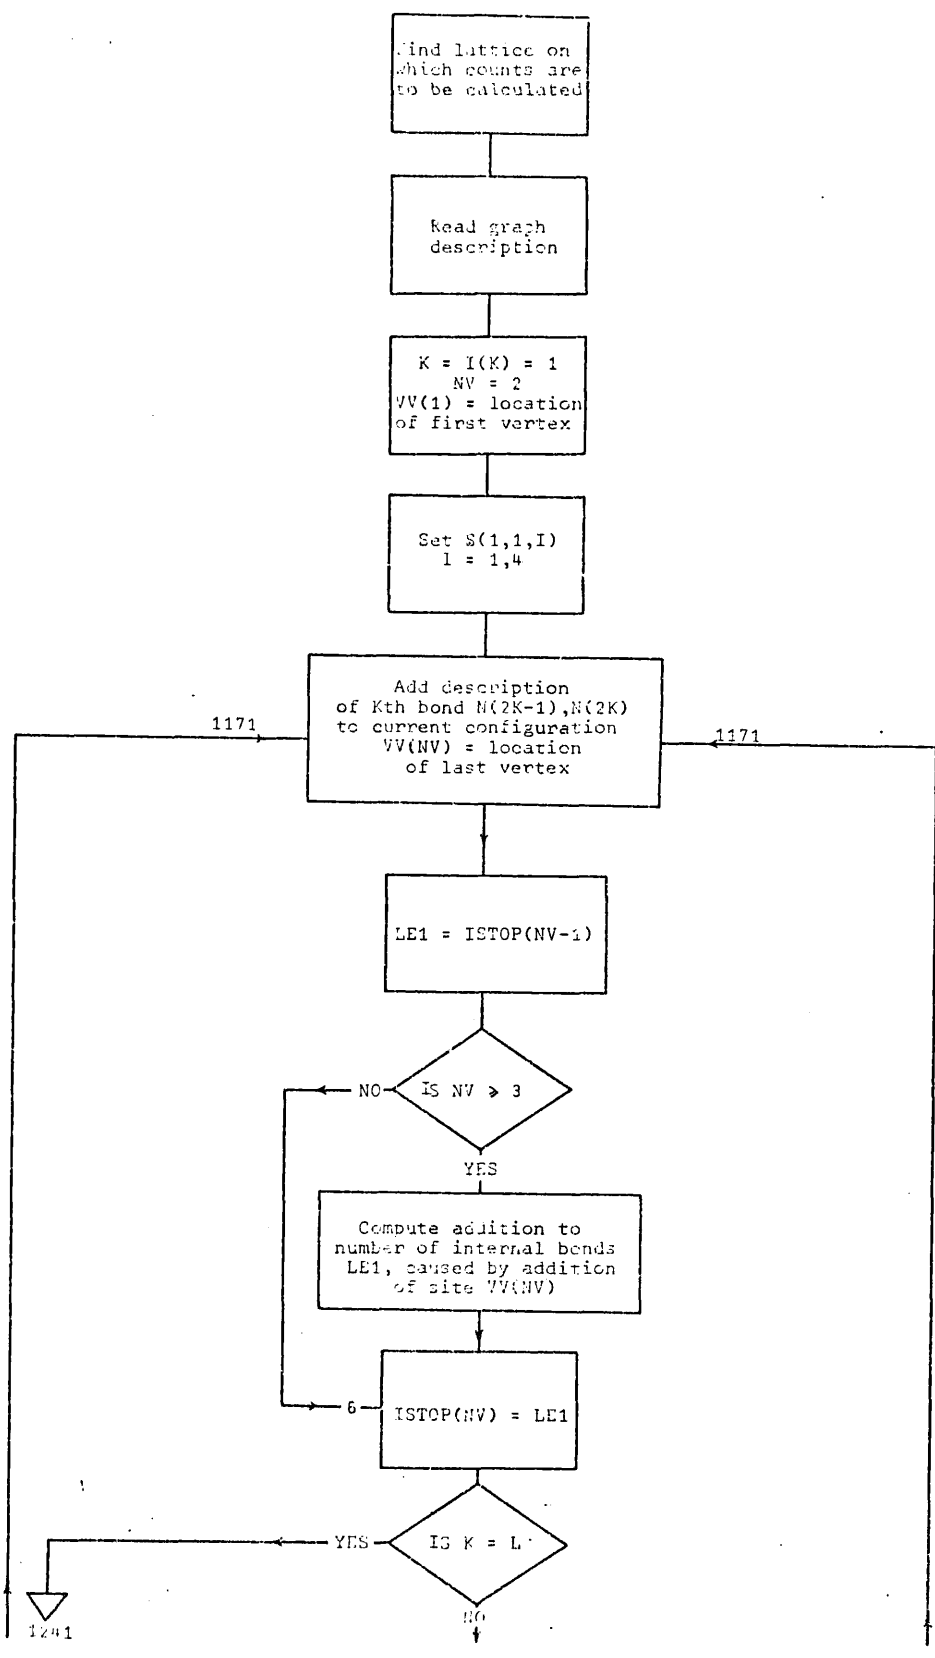 Find lattice on
which counts are
to be calculated
Read graph
description
K = I(K) = 1
NV = 2
VV(1) = location
of first vertex
Set S(1,1,I)
I = 1,4
Add description
of Kth bond N(2K-1),N(2K)
to current configuration
VV(NV) = location
of last vertex
1171
1171
LE1 = ISTOP(NV-1)
NO
IS NV ⩾ 3
YES
Compute addition to
number of internal bonds
LE1, caused by addition
of site VV(NV)
6
ISTOP(NV) = LE1
YES
IS K = L
NO
1241